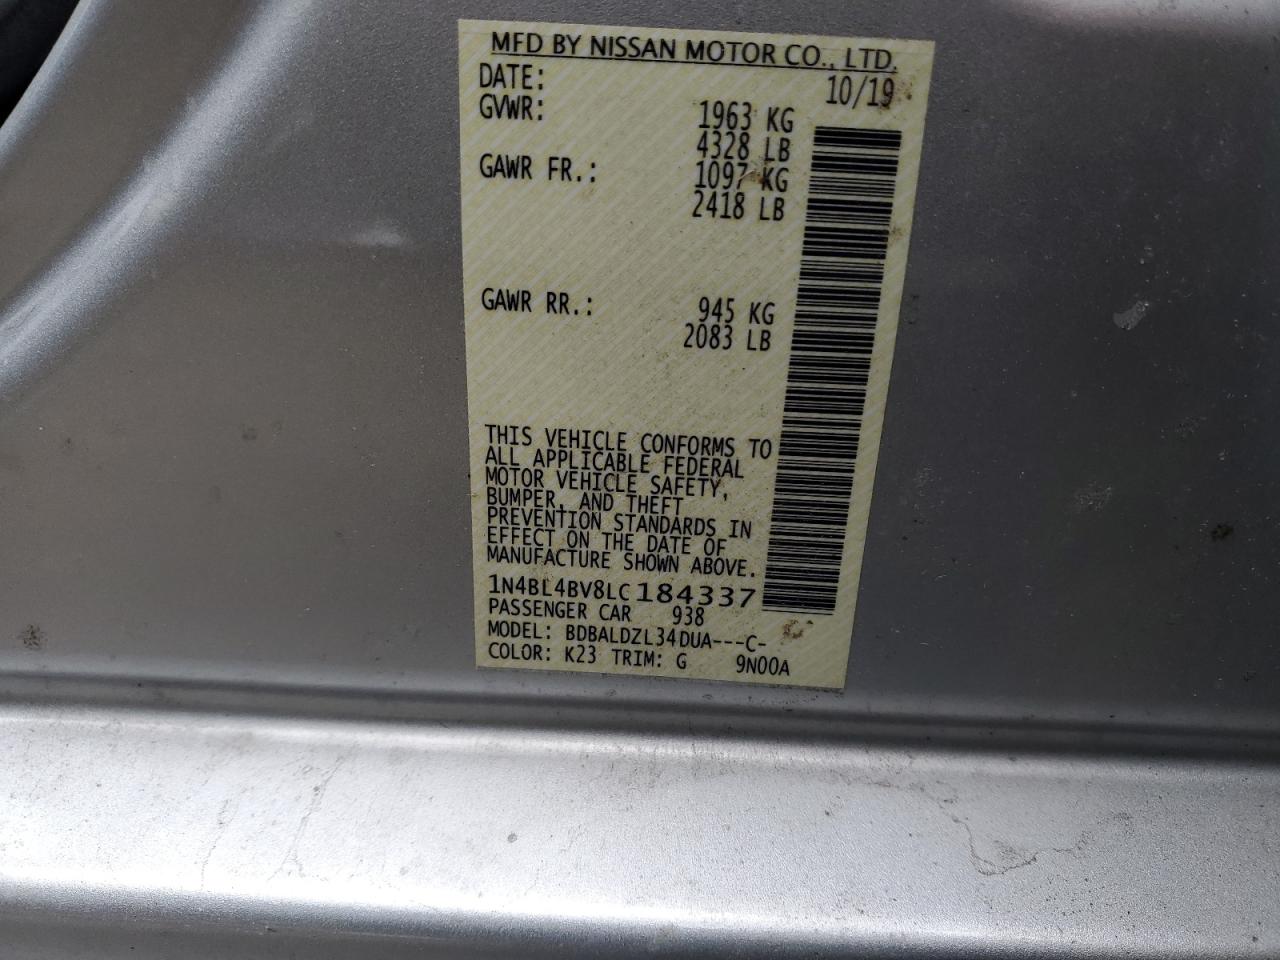 MFD BY NISSAN MOTOR CO., LTD.
DATE: 10/19
GVWR: 1963 KG
4328 LB
GAWR FR.: 1097 KG
2418 LB
GAWR RR.: 945 KG
2083 LB
THIS VEHICLE CONFORMS TO
ALL APPLICABLE FEDERAL
MOTOR VEHICLE SAFETY,
BUMPER, AND THEFT
PREVENTION STANDARDS IN
EFFECT ON THE DATE OF
MANUFACTURE SHOWN ABOVE.
1N4BL4BV8LC184337
PASSENGER CAR 938
MODEL: BDBALDZL34DUA---C-
COLOR: K23 TRIM: G 9N00A